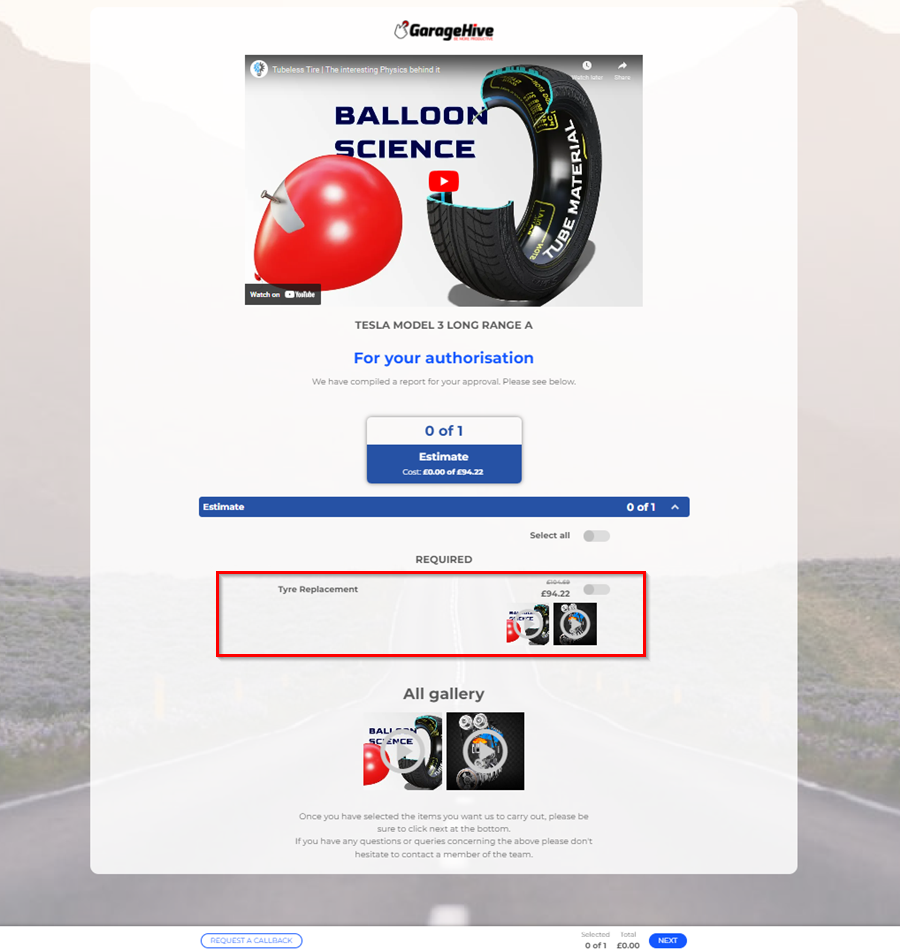 GarageHive
Tubeless Tire | The interesting Physics behind it
Watch later
Share
BALLOON
SCIENCE
TUBE MATERIAL
Watch on YouTube
TESLA MODEL 3 LONG RANGE A
For your authorisation
We have compiled a report for your approval. Please see below.
0 of 1
Estimate
Cost: £0.00 of £94.22
Estimate 0 of 1
Select all
REQUIRED
Tyre Replacement
£94.22
BALLOON
SCIENCE
All gallery
BALLOON
SCIENCE
Once you have selected the items you want us to carry out, please be
sure to click next at the bottom.
If you have any questions or queries concerning the above please don't
hesitate to contact a member of the team.
REQUEST A CALLBACK
Selected Total
0 of 1 £0.00
NEXT